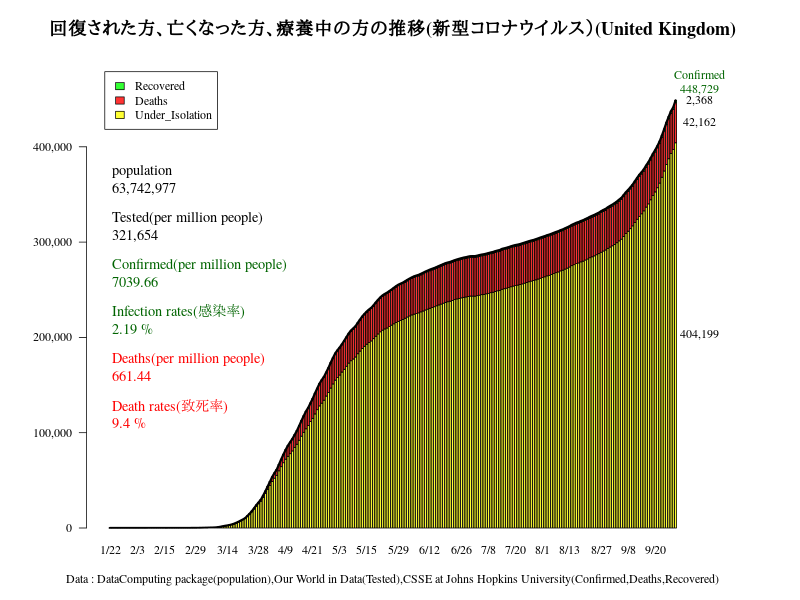 回復された方、亡くなった方、療養中の方の推移(新型コロナウイルス)(United Kingdom)
Confirmed
448,729
2,368
42,162
404,199
Recovered
Deaths
Under_Isolation
population
63,742,977
Tested(per million people)
321,654
Confirmed(per million people)
7039.66
Infection rates(感染率)
2.19 %
Deaths(per million people)
661.44
Death rates(致死率)
9.4 %
400,000
300,000
200,000
100,000
0
1/22 2/3 2/15 2/29 3/14 3/28 4/9 4/21 5/3 5/15 5/29 6/12 6/26 7/8 7/20 8/1 8/13 8/27 9/8 9/20
Data : DataComputing package(population),Our World in Data(Tested),CSSE at Johns Hopkins University(Confirmed,Deaths,Recovered)